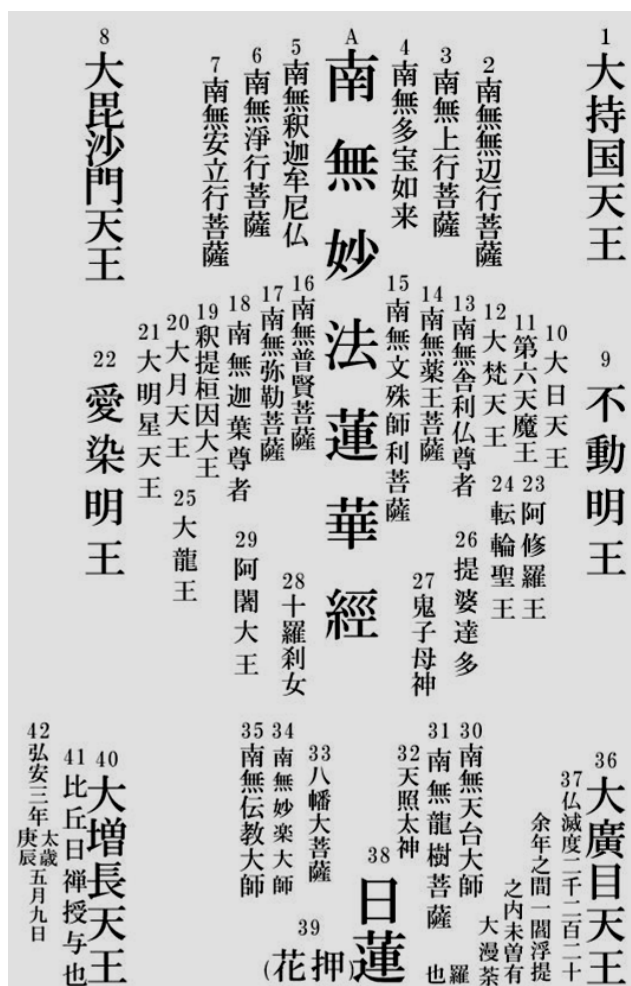 1 大持国天王
2 南無無辺行菩薩
3 南無上行菩薩
4 南無多宝如来
A 南無妙法蓮華經
5 南無釈迦牟尼仏
6 南無淨行菩薩
7 南無安立行菩薩
8 大毘沙門天王
9 不動明王
10 大日天王
11 第六天魔王
12 大梵天王
13 南無舎利仏尊者
14 南無薬王菩薩
15 南無文殊師利菩薩
16 南無普賢菩薩
17 南無弥勒菩薩
18 南無迦葉尊者
19 釈提桓因大王
20 大月天王
21 大明星天王
22 愛染明王
23 阿修羅王
24 転輪聖王
25 大龍王
26 提婆達多
27 鬼子母神
28 十羅刹女
29 阿闍大王
30 南無天台大師
31 南無龍樹菩薩
32 天照太神
33 八幡大菩薩
34 南無妙楽大師
35 南無伝教大師
36 大廣目天王
37 仏滅度二千二百二十
余年之間一閻浮提
之内未曽有
大漫荼
羅
也
38 日蓮
39 (花押)
40 大増長天王
41 比丘日禅授与也
42 弘安三年太歳庚辰五月九日